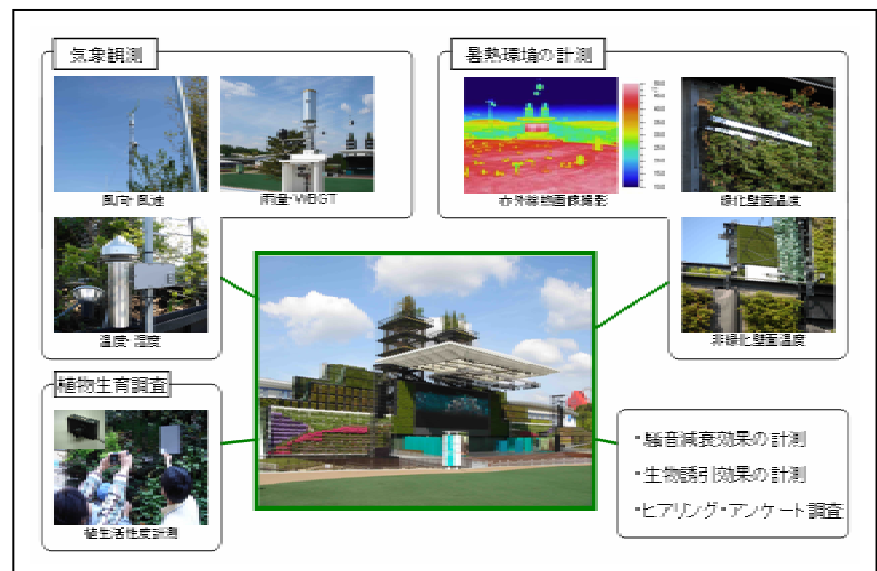 気象観測
風向・風速
雨量・WBGT
温度・湿度
暑熱環境の計測
赤外線熱画像撮影
緑化壁面温度
非緑化壁面温度
植物生育調査
植生活性度計測
・騒音減衰効果の計測
・生物誘引効果の計測
・ヒアリング・アンケート調査